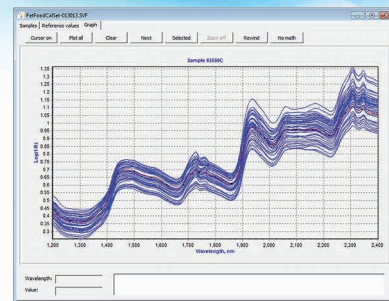 PetFoodCalSet-013013.SVF
Samples Reference values Graph
Cursor on Plot all Clear Next Selected Zoom off Rewind No math
Sample 82550C
1.35
1.3
1.25
1.2
1.15
1.1
1.05
1
0.95
0.9
0.85
0.8
0.75
0.7
0.65
0.6
0.55
0.5
0.45
0.4
0.35
0.3
Log(1/R)
1,200 1,300 1,400 1,500 1,600 1,700 1,800 1,900 2,000 2,100 2,200 2,300 2,400
Wavelength, nm
Wavelength:
Value: